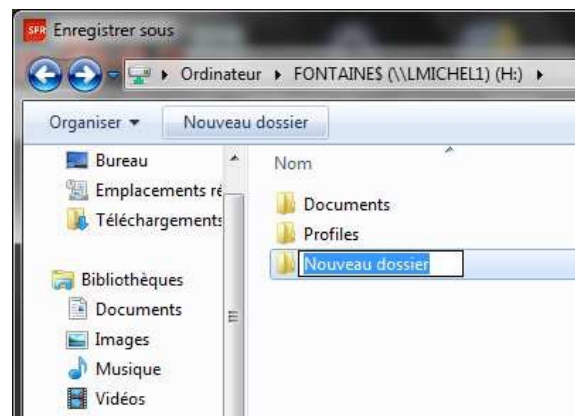 SFR Enregistrer sous
Ordinateur FONTAINE$ (\\LMICHEL1) (H:)
Organiser Nouveau dossier
Bureau
Emplacements ré
Téléchargements
Bibliothèques
Documents
Images
Musique
Vidéos
Nom
Documents
Profiles
Nouveau dossier